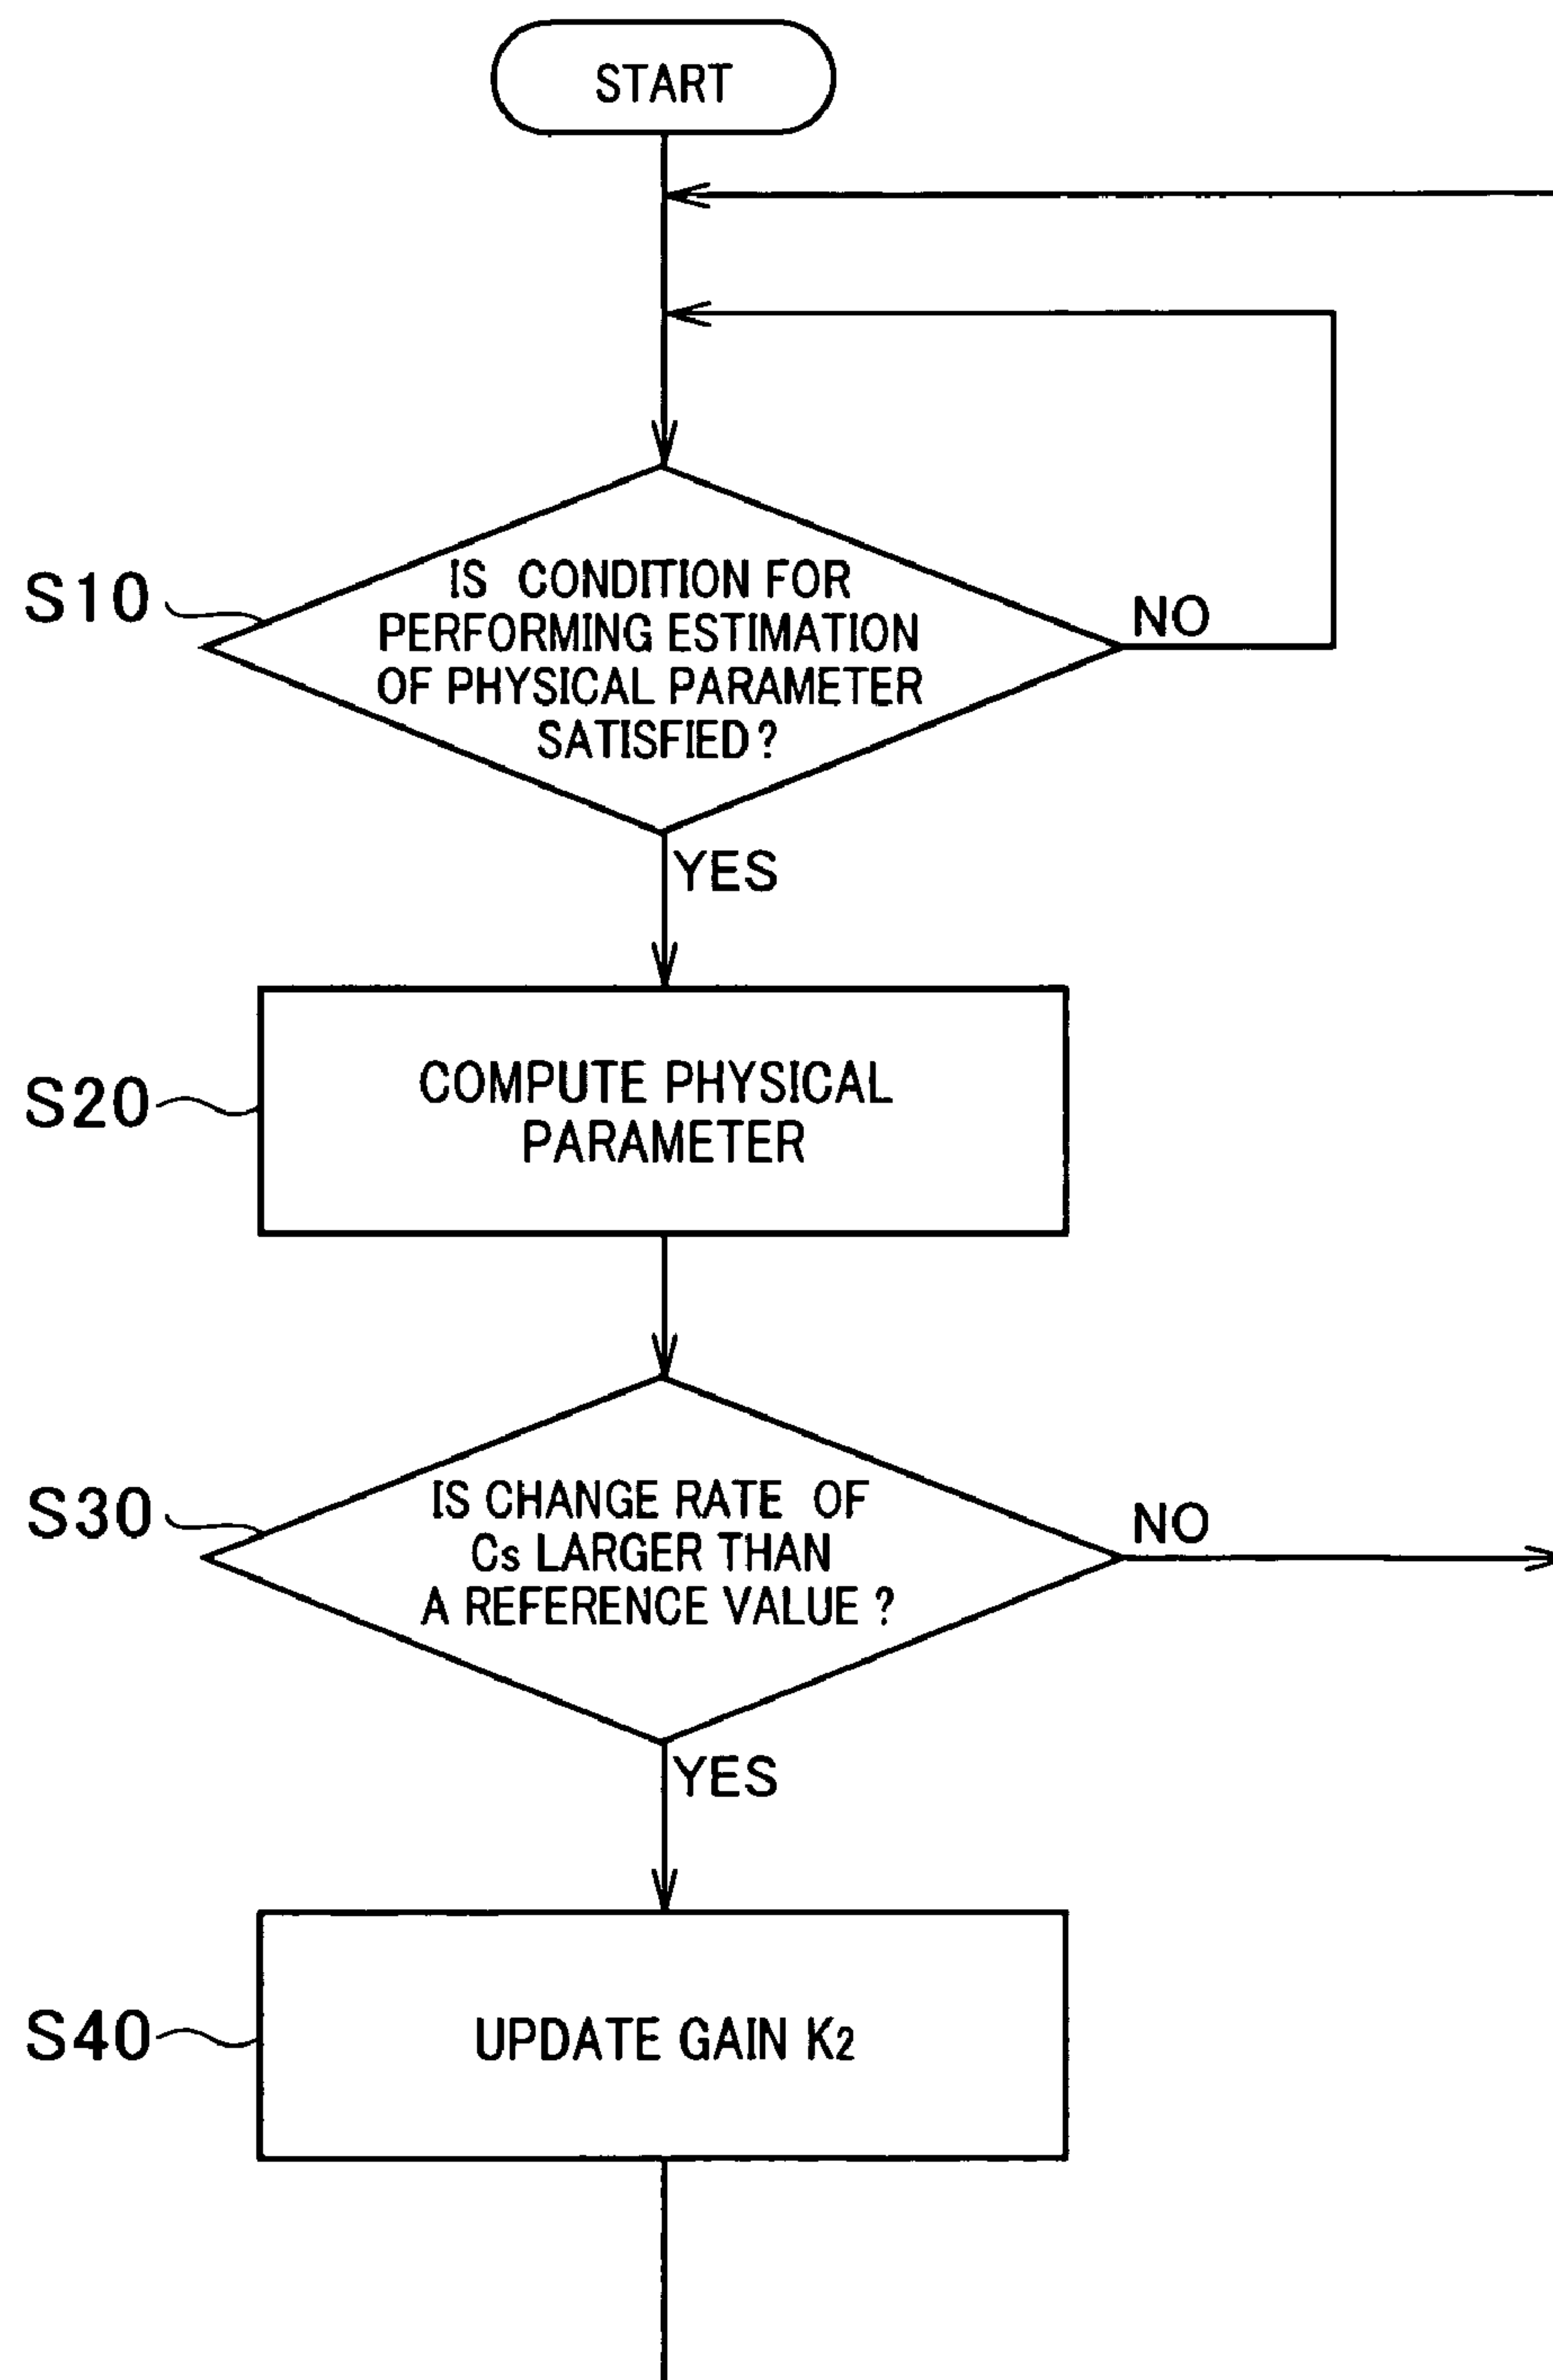 START
S10
IS CONDITION FOR
PERFORMING ESTIMATION
OF PHYSICAL PARAMETER
SATISFIED?
NO
YES
S20
COMPUTE PHYSICAL
PARAMETER
S30
IS CHANGE RATE OF
Cs LARGER THAN
A REFERENCE VALUE ?
NO
YES
S40
UPDATE GAIN K2